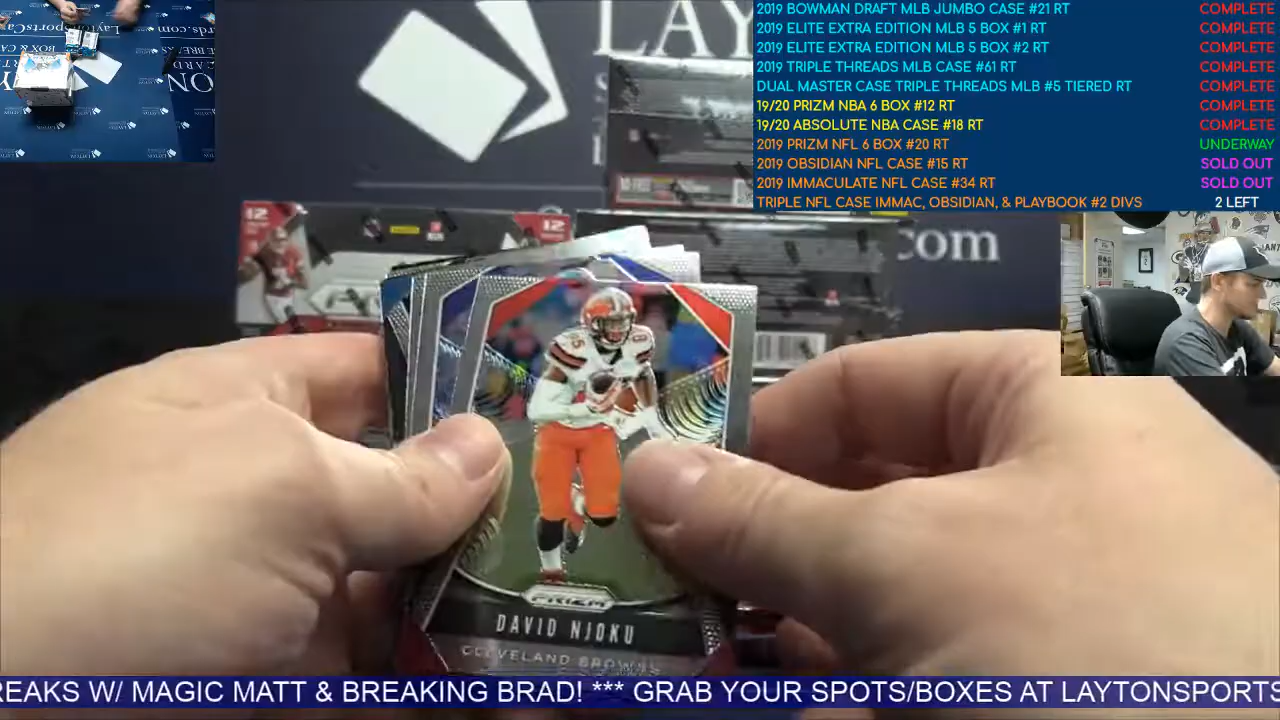 2019 BOWMAN DRAFT MLB JUMBO CASE #21 RT COMPLETE
2019 ELITE EXTRA EDITION MLB 5 BOX #1 RT COMPLETE
2019 ELITE EXTRA EDITION MLB 5 BOX #2 RT COMPLETE
2019 TRIPLE THREADS MLB CASE #61 RT COMPLETE
DUAL MASTER CASE TRIPLE THREADS MLB #5 TIERED RT COMPLETE
19/20 PRIZM NBA 6 BOX #12 RT COMPLETE
19/20 ABSOLUTE NBA CASE #18 RT COMPLETE
2019 PRIZM NFL 6 BOX #20 RT UNDERWAY
2019 OBSIDIAN NFL CASE #15 RT SOLD OUT
2019 IMMACULATE NFL CASE #34 RT SOLD OUT
TRIPLE NFL CASE IMMAC, OBSIDIAN, & PLAYBOOK #2 DIVS 2 LEFT
LAY
12
12
.com
PRIZM
DAVID NJOKU
CLEVELAND BROWNS
REAKS W/ MAGIC MATT & BREAKING BRAD! *** GRAB YOUR SPOTS/BOXES AT LAYTONSPORTS